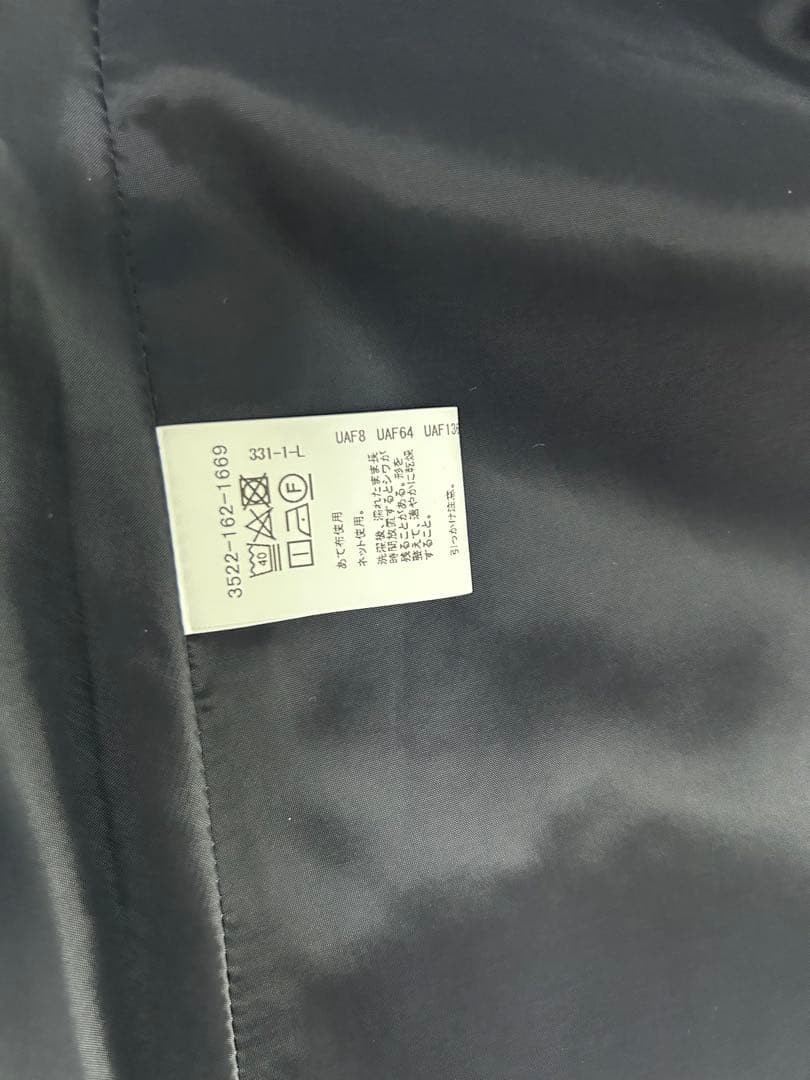 3522-162-1669
331-1-L
40
F
UAF8 UAF64
あて布使用
ネット使用。
洗濯後、濡れたまま長
時間放置するとシワが
残ることがある。形を
整えて、速やかに乾燥
すること。
引っかけ注意。